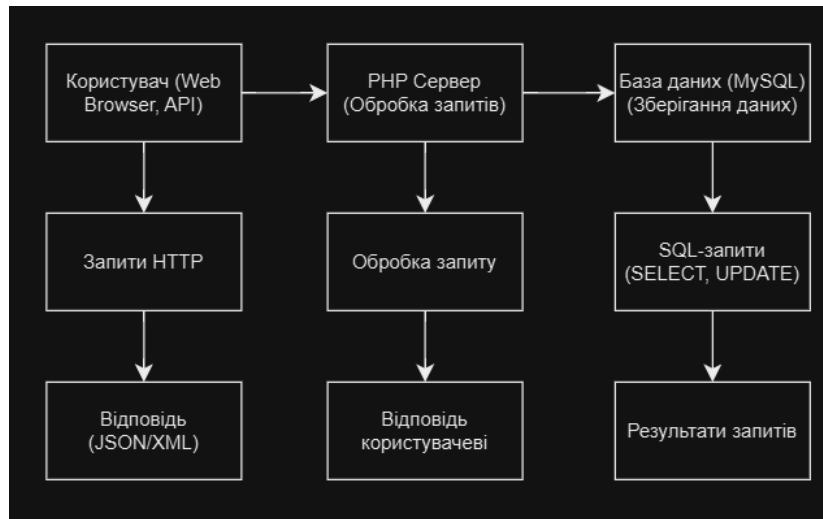 Користувач (Web
Browser, API)
PHP Сервер
(Обробка запитів)
База даних (MySQL)
(Зберігання даних)
Запити HTTP
Обробка запиту
SQL-запити
(SELECT, UPDATE)
Відповідь
(JSON/XML)
Відповідь
користувачеві
Результати запитів